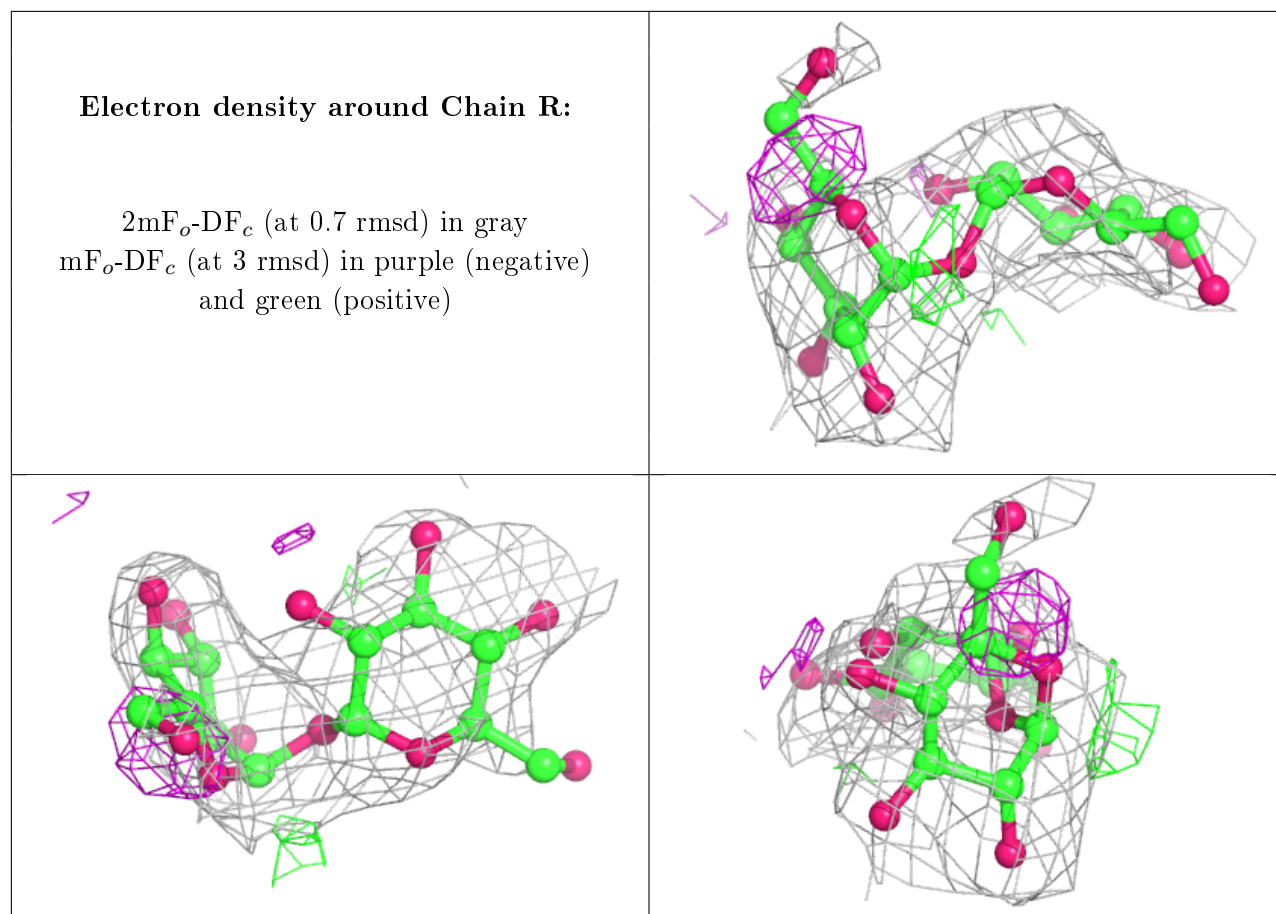 Electron density around Chain R:
2mFₒ-DF𝒸 (at 0.7 rmsd) in gray
mFₒ-DF𝒸 (at 3 rmsd) in purple (negative)
and green (positive)